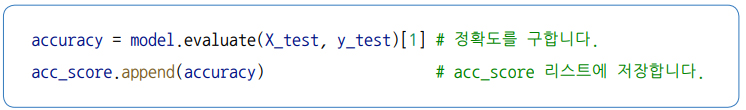 accuracy = model.evaluate(X_test, y_test)[1] # 정확도를 구합니다.
acc_score.append(accuracy) # acc_score 리스트에 저장합니다.